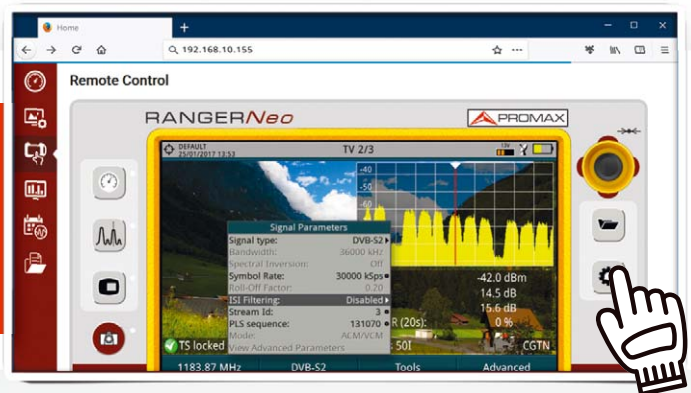 Home
192.168.10.155
Remote Control
RANGERNeo
PROMAX
DEFAULT
25/01/2017 13:53
TV 2/3
13V
-40
-50
-60
Signal Parameters
Signal type: DVB-S2
Bandwidth: 36000 kHz
Spectral Inversion: Off
Symbol Rate: 30000 kSps
Roll-Off Factor: 0.20
ISI Filtering: Disabled
Stream Id: 3
PLS sequence: 131070
Mode: ACM/VCM
View Advanced Parameters
-42.0 dBm
14.5 dB
15.6 dB
R (20s): 0 %
TS locked
: 50I
CGTN
1183.87 MHz
DVB-S2
Tools
Advanced